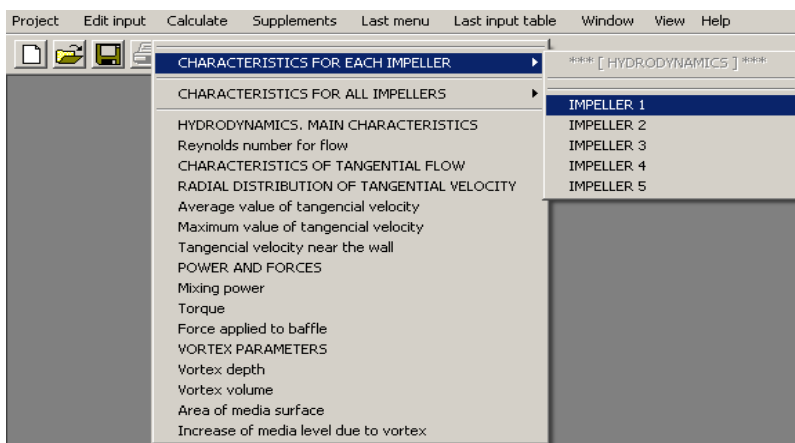 Project Edit input Calculate Supplements Last menu Last input table Window View Help
CHARACTERISTICS FOR EACH IMPELLER
CHARACTERISTICS FOR ALL IMPELLERS
HYDRODYNAMICS. MAIN CHARACTERISTICS
Reynolds number for flow
CHARACTERISTICS OF TANGENTIAL FLOW
RADIAL DISTRIBUTION OF TANGENTIAL VELOCITY
Average value of tangencial velocity
Maximum value of tangencial velocity
Tangencial velocity near the wall
POWER AND FORCES
Mixing power
Torque
Force applied to baffle
VORTEX PARAMETERS
Vortex depth
Vortex volume
Area of media surface
Increase of media level due to vortex
*** [ HYDRODYNAMICS ] ***
IMPELLER 1
IMPELLER 2
IMPELLER 3
IMPELLER 4
IMPELLER 5